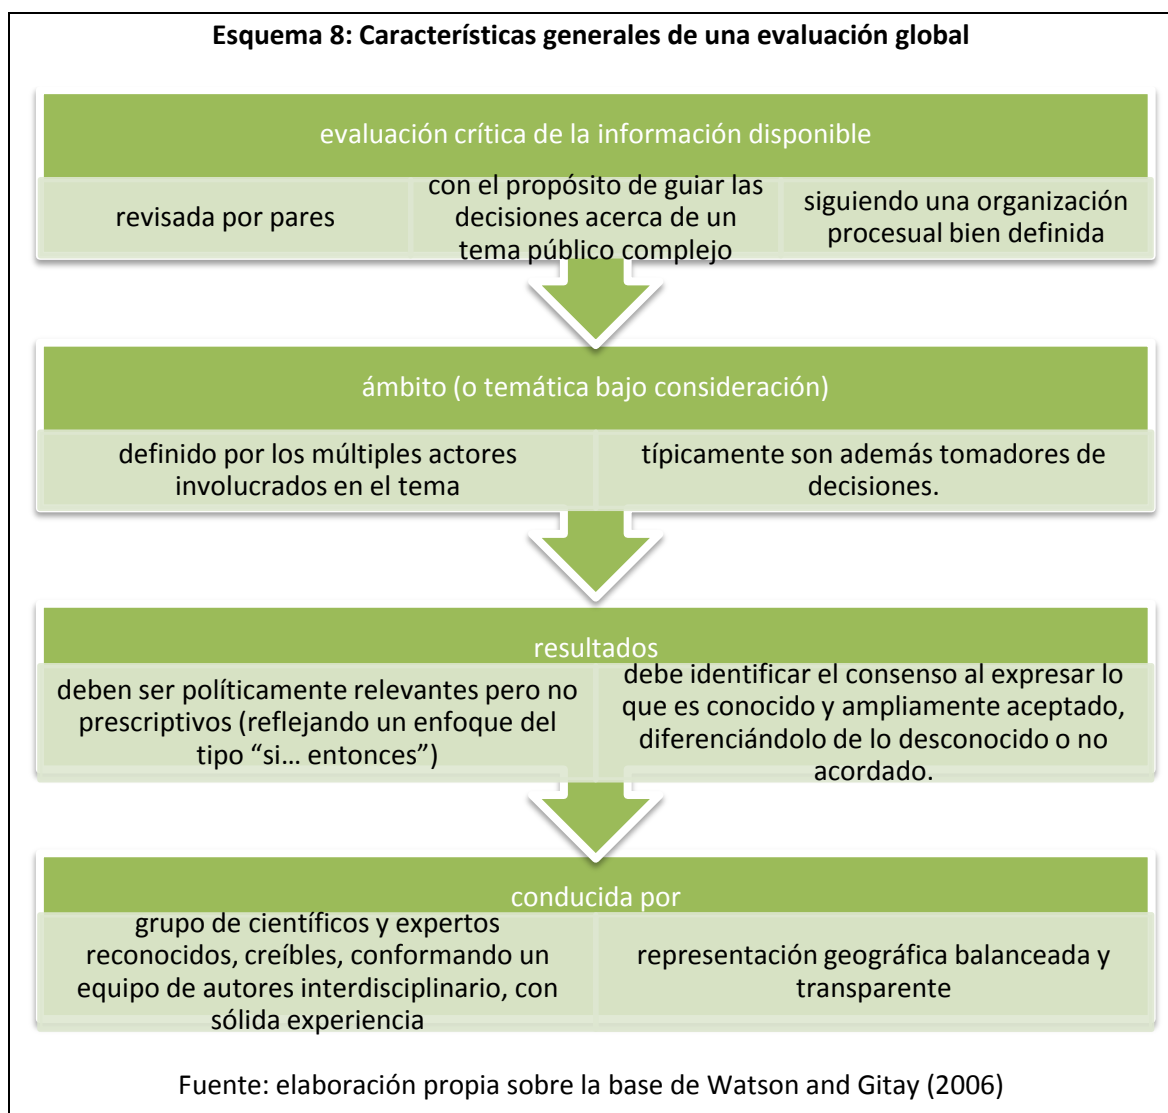 Esquema 8: Características generales de una evaluación global
evaluación crítica de la información disponible
revisada por pares
con el propósito de guiar las
decisiones acerca de un
tema público complejo
siguiendo una organización
procesual bien definida
ámbito (o temática bajo consideración)
definido por los múltiples actores
involucrados en el tema
típicamente son además tomadores de
decisiones.
resultados
deben ser políticamente relevantes pero no
prescriptivos (reflejando un enfoque del
tipo “si… entonces”)
debe identificar el consenso al expresar lo
que es conocido y ampliamente aceptado,
diferenciándolo de lo desconocido o no
acordado.
conducida por
grupo de científicos y expertos
reconocidos, creíbles, conformando un
equipo de autores interdisciplinario, con
sólida experiencia
representación geográfica balanceada y
transparente
Fuente: elaboración propia sobre la base de Watson and Gitay (2006)